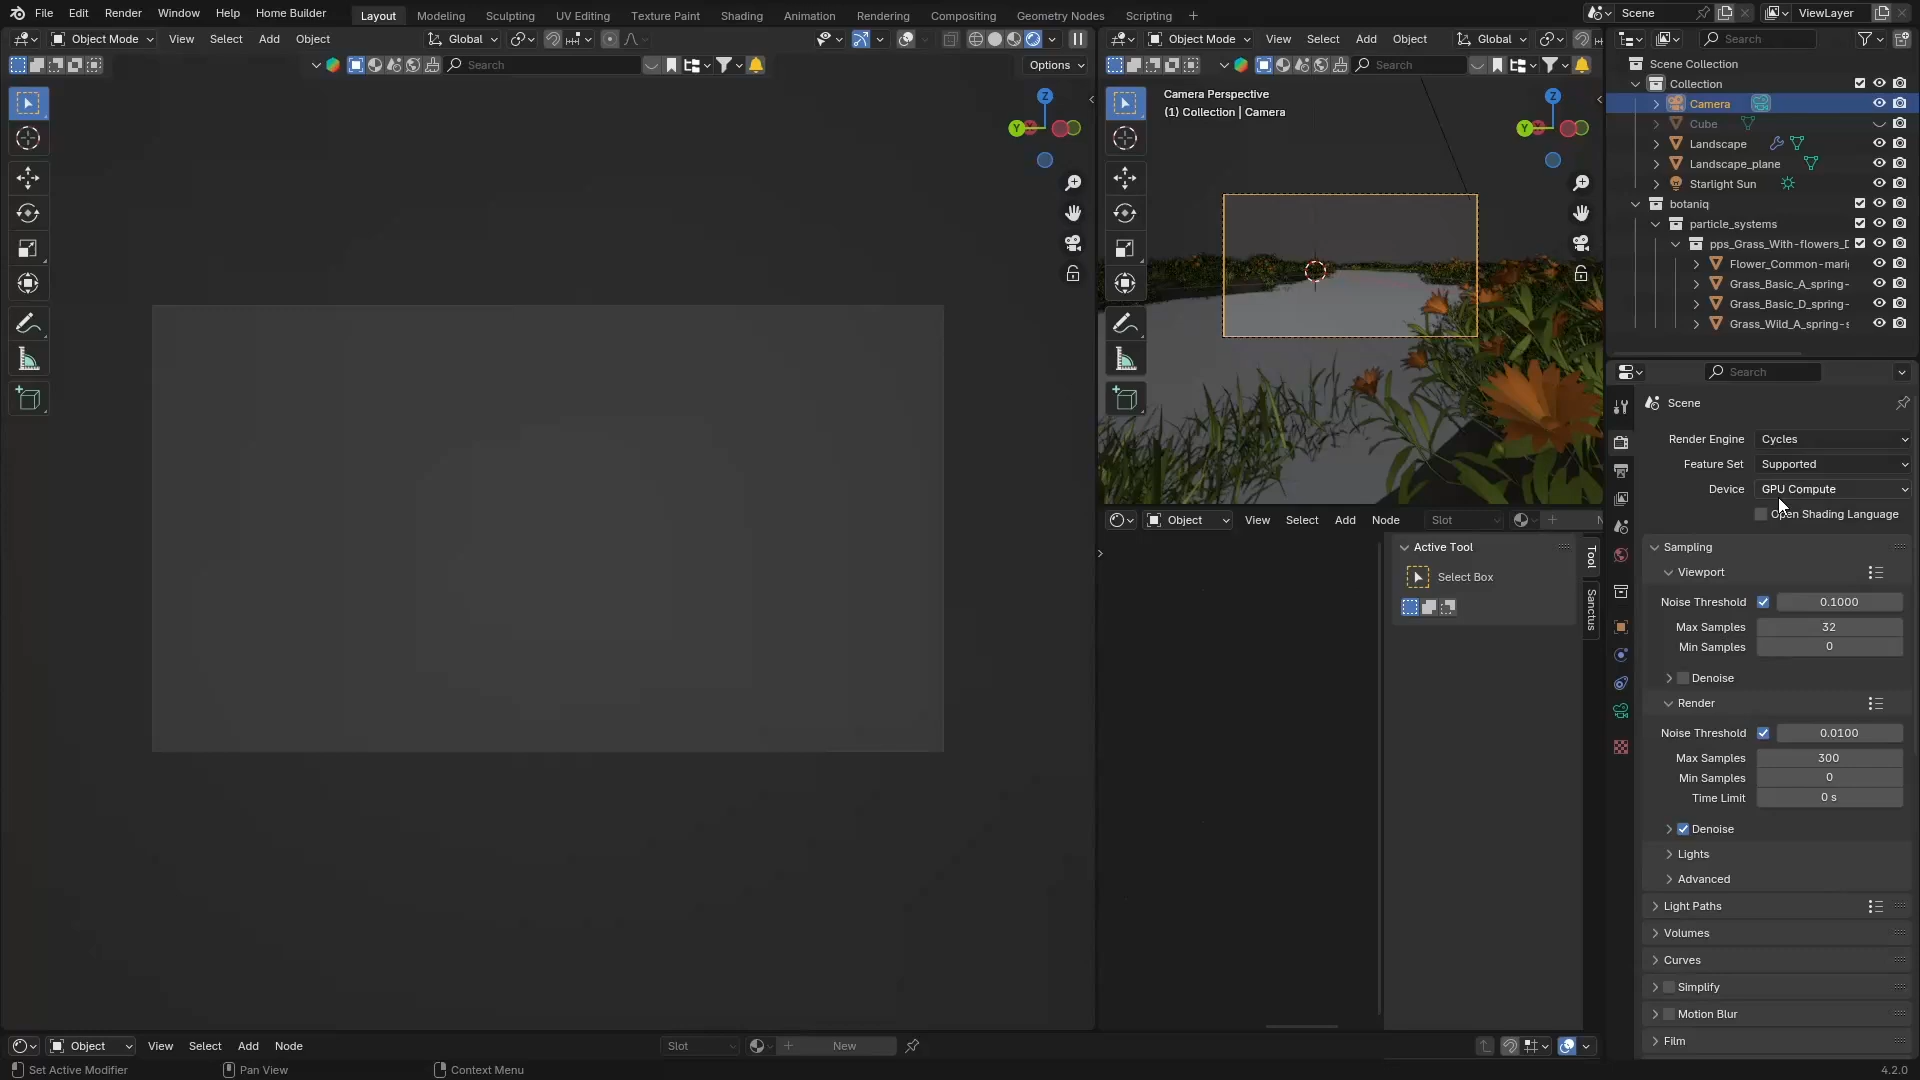 File Edit Render Window Help Home Builder Layout Modeling Sculpting UV Editing Texture Paint Shading Animation Rendering Compositing Geometry Nodes Scripting + Scene ViewLayer
Object Mode View Select Add Object Global
Search Options
Object Mode View Select Add Object Global
Search
Camera Perspective
(1) Collection | Camera
Z
Y
Z
Y
Search
Scene Collection
Collection
Camera
Cube
Landscape
Landscape_plane
Starlight Sun
botaniq
particle_systems
pps_Grass_With-flowers_D
Flower_Common-mari
Grass_Basic_A_spring-
Grass_Basic_D_spring-
Grass_Wild_A_spring-s
Search
Scene
Render Engine Cycles
Feature Set Supported
Device GPU Compute
Open Shading Language
Sampling
Viewport
Noise Threshold 0.1000
Max Samples 32
Min Samples 0
Denoise
Render
Noise Threshold 0.0100
Max Samples 300
Min Samples 0
Time Limit 0 s
Denoise
Lights
Advanced
Light Paths
Volumes
Curves
Simplify
Motion Blur
Film
Object View Select Add Node Slot
Active Tool
Select Box
Tool
Sanctus
Object View Select Add Node Slot New
Set Active Modifier Pan View Context Menu 4.2.0